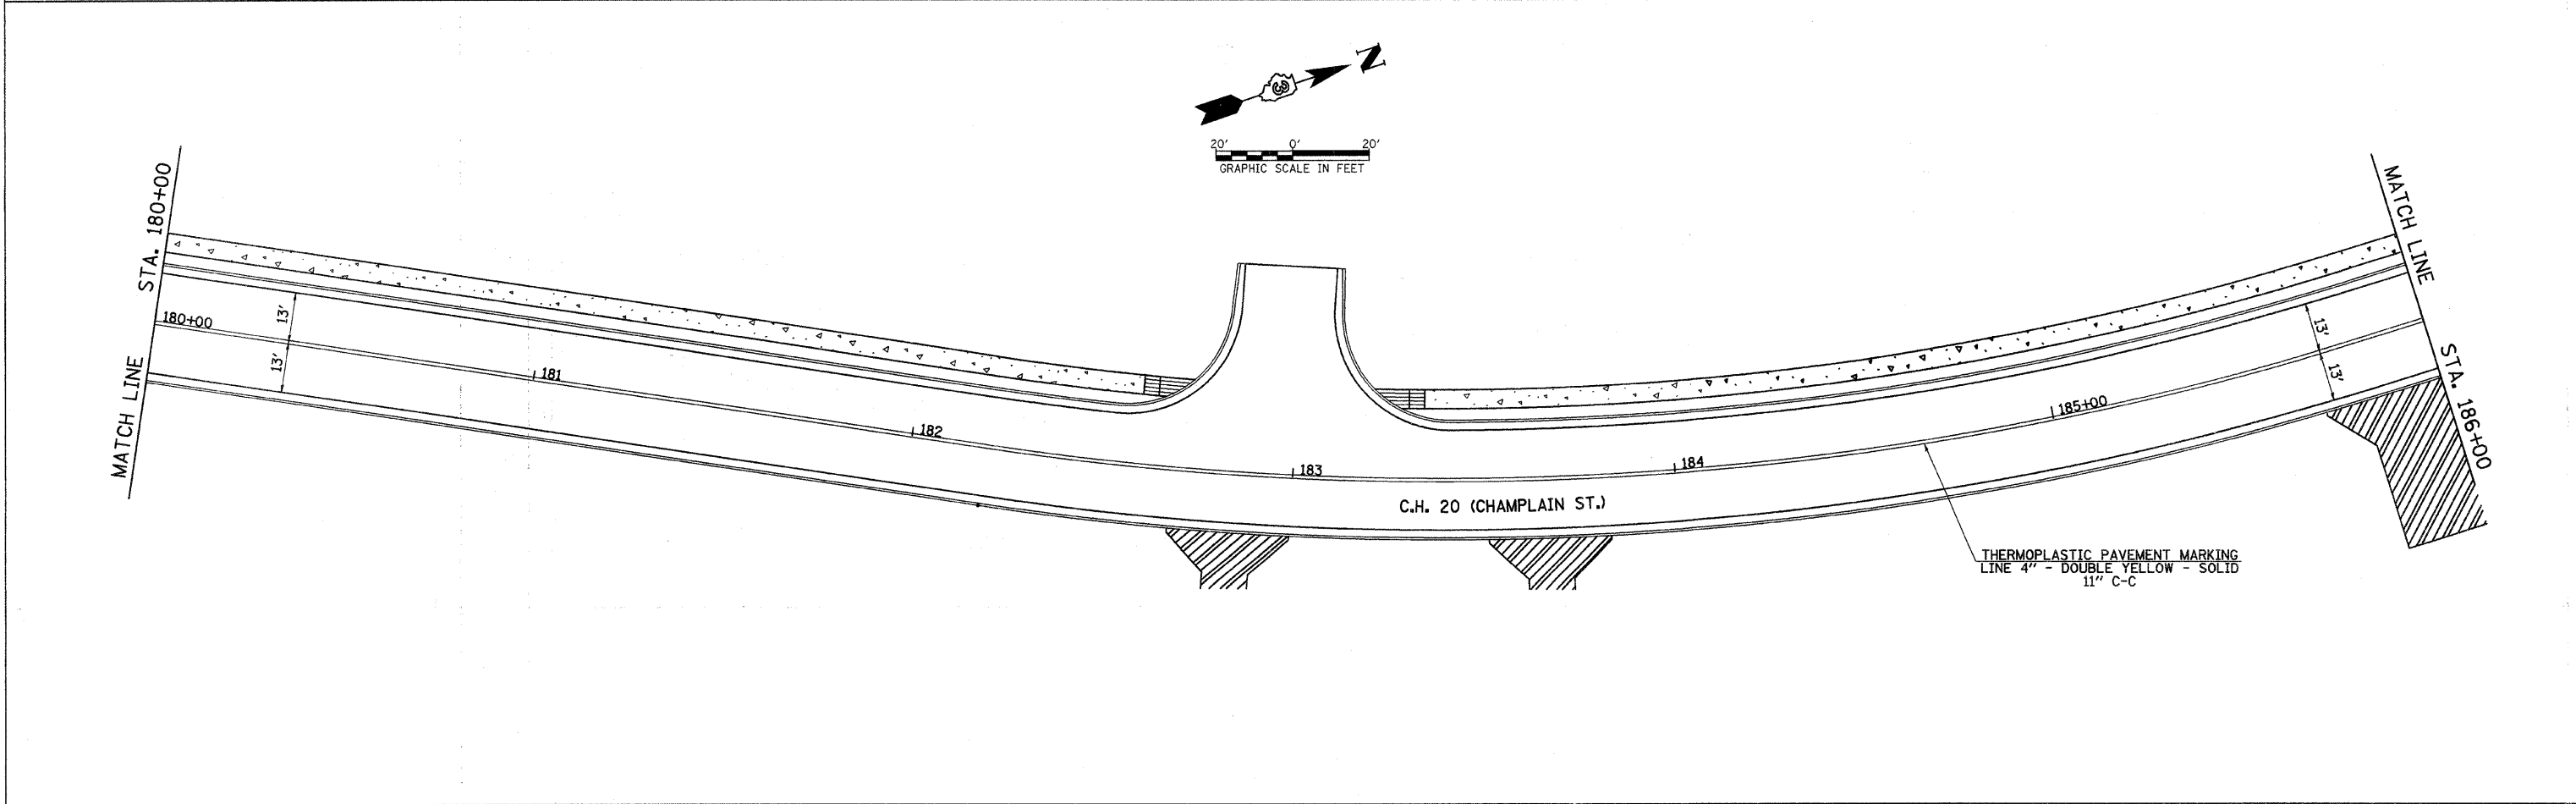 N
3
20' 0' 20'
GRAPHIC SCALE IN FEET
MATCH LINE STA. 180+00
180+00
13'
13'
181
182
183
184
185+00
C.H. 20 (CHAMPLAIN ST.)
13'
13'
MATCH LINE STA. 186+00
THERMOPLASTIC PAVEMENT MARKING
LINE 4" - DOUBLE YELLOW - SOLID
11" C-C